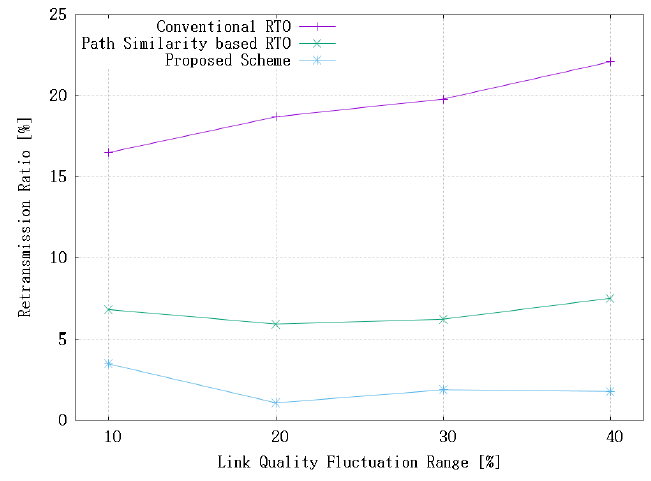 Conventional RTO
Path Similarity based RTO
Proposed Scheme
Retransmission Ratio [%]
25
20
15
10
5
0
10 20 30 40
Link Quality Fluctuation Range [%]